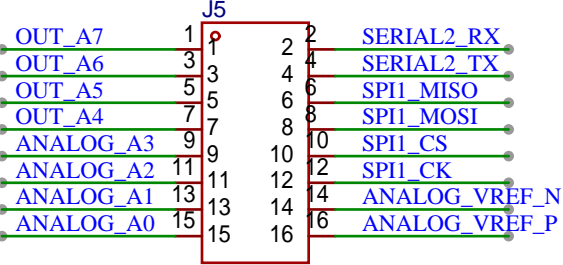 J5
OUT_A7 1 1 2 2 SERIAL2_RX
OUT_A6 3 3 4 4 SERIAL2_TX
OUT_A5 5 5 6 6 SPI1_MISO
OUT_A4 7 7 8 8 SPI1_MOSI
ANALOG_A3 9 9 10 10 SPI1_CS
ANALOG_A2 11 11 12 12 SPI1_CK
ANALOG_A1 13 13 14 14 ANALOG_VREF_N
ANALOG_A0 15 15 16 16 ANALOG_VREF_P